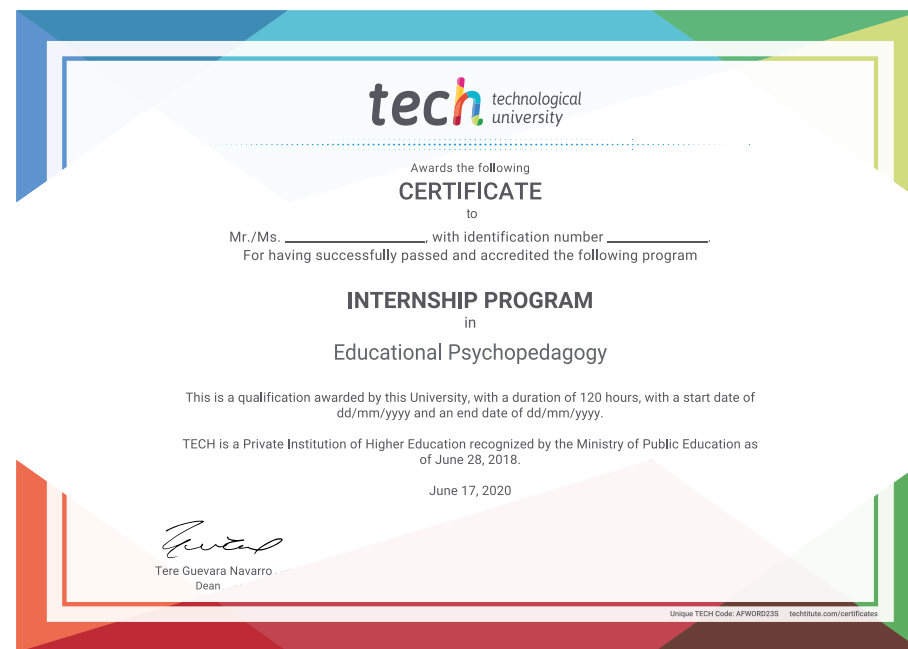 tech technological
university
Awards the following
CERTIFICATE
to
Mr./Ms. ____________________, with identification number ______________.
For having successfully passed and accredited the following program
INTERNSHIP PROGRAM
in
Educational Psychopedagogy
This is a qualification awarded by this University, with a duration of 120 hours, with a start date of
dd/mm/yyyy and an end date of dd/mm/yyyy.
TECH is a Private Institution of Higher Education recognized by the Ministry of Public Education as
of June 28, 2018.
June 17, 2020
Tere Guevara Navarro
Dean
Unique TECH Code: AFWORD23S techtitute.com/certificates